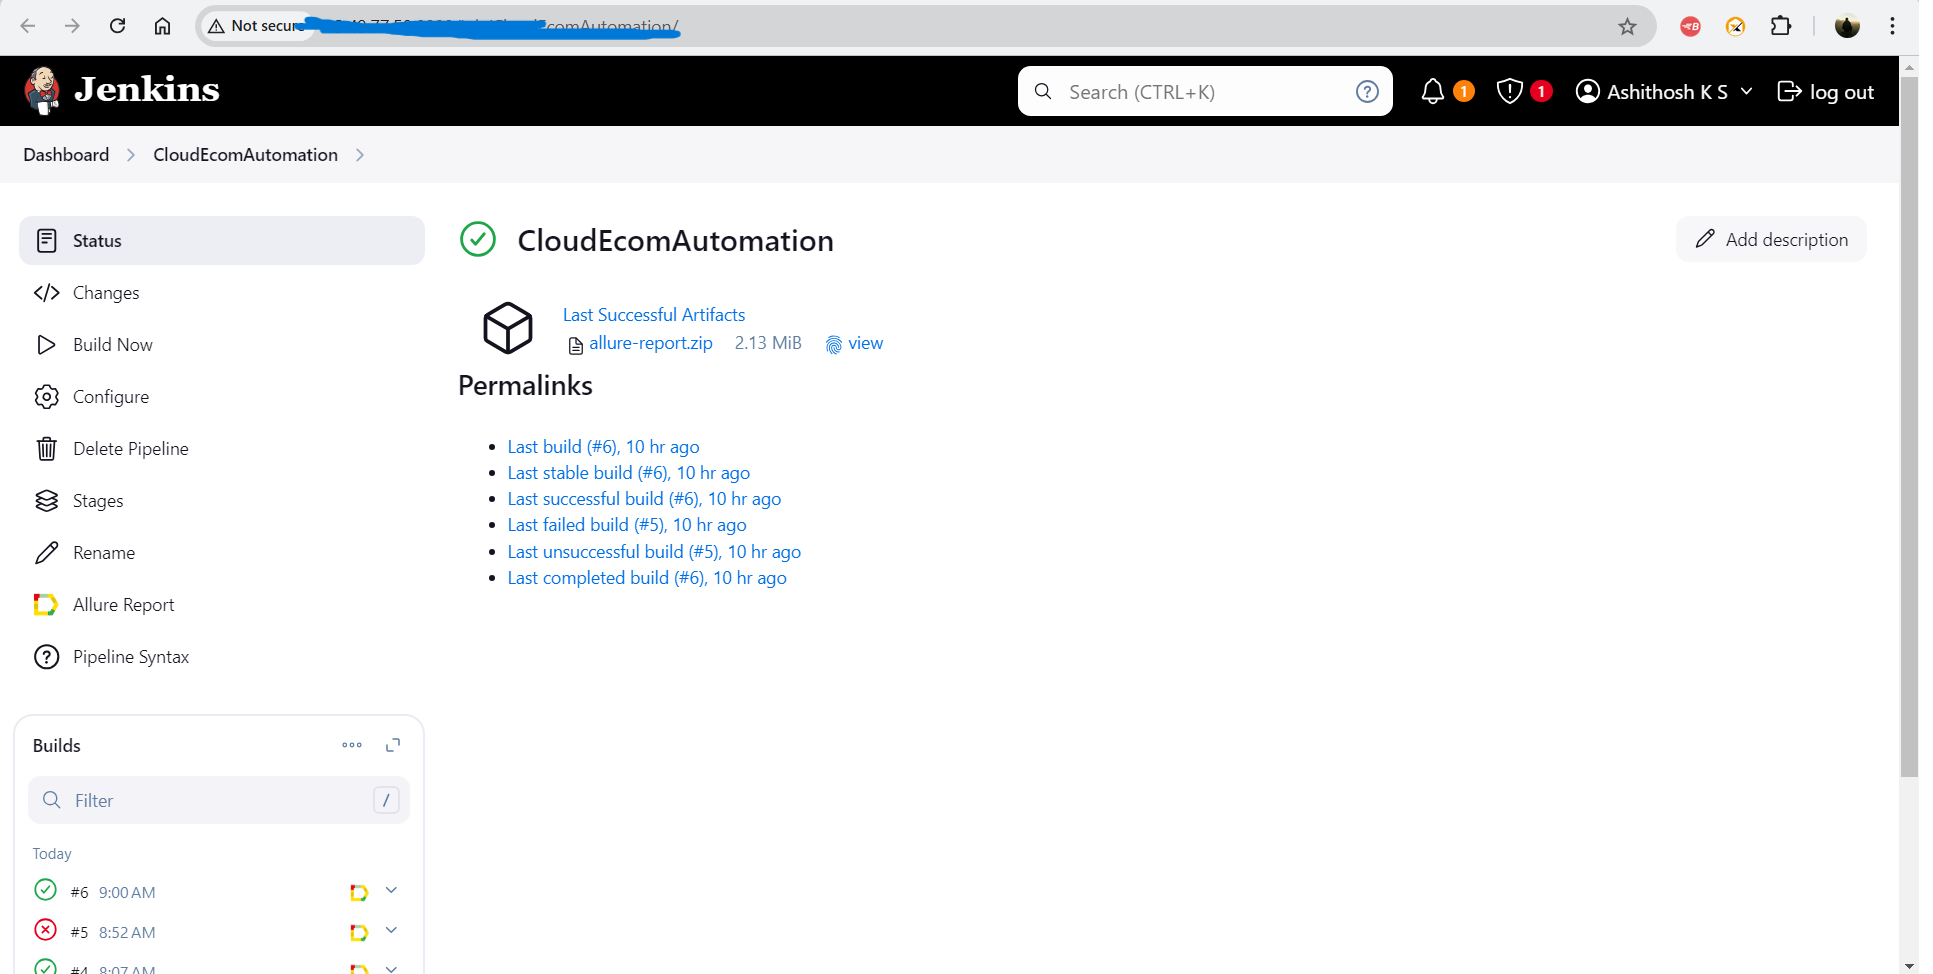 Not secure
comAutomation/
Jenkins
Search (CTRL+K)
?
1
1
Ashithosh K S
log out
Dashboard
CloudEcomAutomation
Status
Changes
Build Now
Configure
Delete Pipeline
Stages
Rename
Allure Report
Pipeline Syntax
Builds
Filter
/
Today
#6 9:00 AM
#5 8:52 AM
#4 8:07 AM
CloudEcomAutomation
Add description
Last Successful Artifacts
allure-report.zip 2.13 MiB view
Permalinks
Last build (#6), 10 hr ago
Last stable build (#6), 10 hr ago
Last successful build (#6), 10 hr ago
Last failed build (#5), 10 hr ago
Last unsuccessful build (#5), 10 hr ago
Last completed build (#6), 10 hr ago